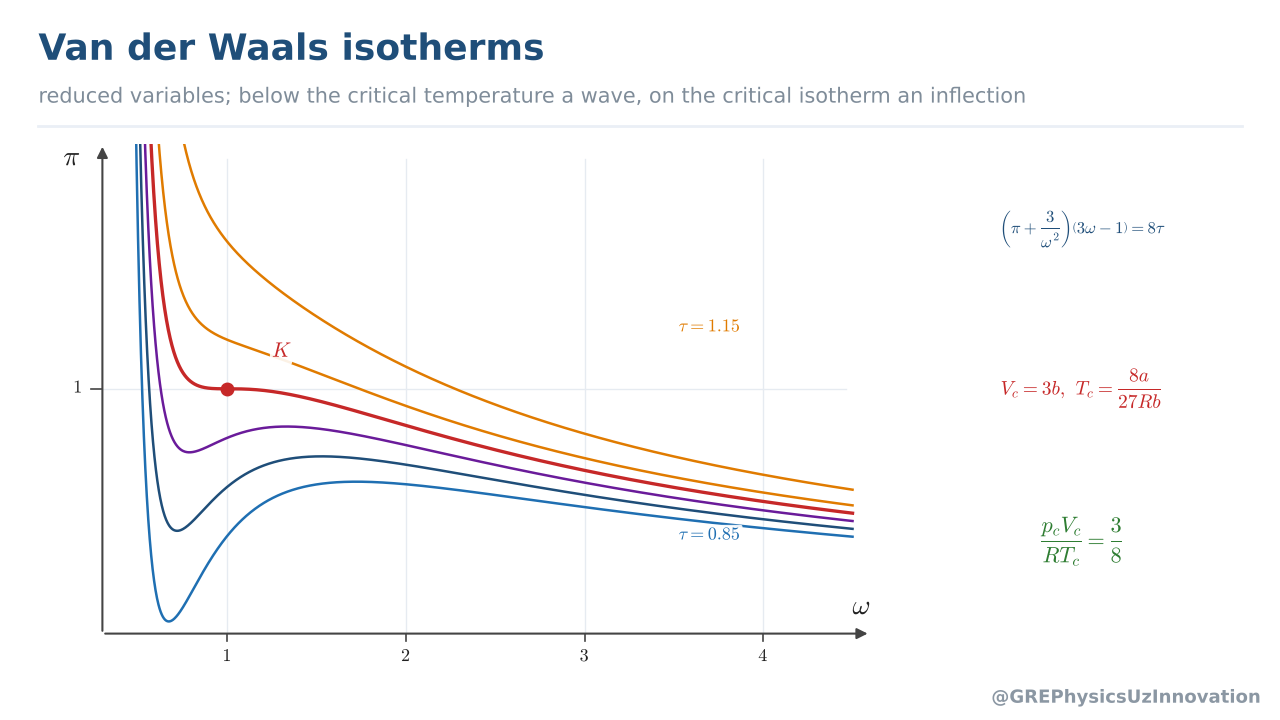 Van der Waals isotherms
reduced variables; below the critical temperature a wave, on the critical isotherm an inflection
π
(π + 3/ω²)(3ω − 1) = 8τ
τ = 1.15
K
1
V_c = 3b, T_c = 8a/27Rb
τ = 0.85
p_cV_c/RT_c = 3/8
ω
1 2 3 4
@GREPhysicsUzInnovation